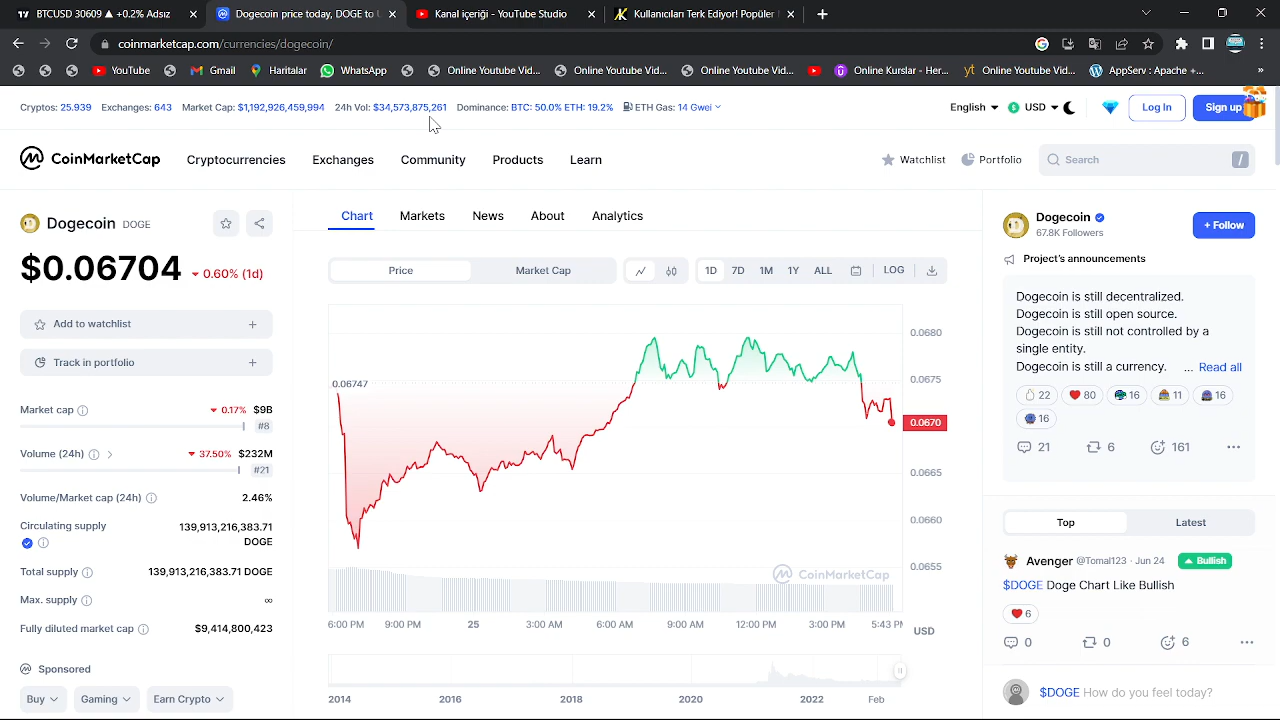 BTCUSD 30609 ▲ +0.2% Adsız
Dogecoin price today, DOGE to U
Kanal içeriği - YouTube Studio
Kullanıcıları Terk Ediyor! Popüler
coinmarketcap.com/currencies/dogecoin/
YouTube Gmail Haritalar WhatsApp Online Youtube Vid... Online Youtube Vid... Online Youtube Vid... Online Kurslar - Her... Online Youtube Vid... AppServ : Apache +... »
Cryptos: 25.939 Exchanges: 643 Market Cap: $1,192,926,459,994 24h Vol: $34,573,875,261 Dominance: BTC: 50.0% ETH: 19.2% ETH Gas: 14 Gwei
English USD Log In Sign up
CoinMarketCap Cryptocurrencies Exchanges Community Products Learn Watchlist Portfolio Search /
Dogecoin DOGE
$0.06704 0.60% (1d)
Add to watchlist +
Track in portfolio +
Market cap 0.17% $9B
#8
Volume (24h) 37.50% $232M
#21
Volume/Market cap (24h) 2.46%
Circulating supply 139,913,216,383.71
DOGE
Total supply 139,913,216,383.71 DOGE
Max. supply ∞
Fully diluted market cap $9,414,800,423
Sponsored
Buy Gaming Earn Crypto
Chart Markets News About Analytics
Price Market Cap 1D 7D 1M 1Y ALL LOG
0.0680
0.0675
0.06747
0.0670
0.0665
0.0660
0.0655
CoinMarketCap
6:00 PM 9:00 PM 25 3:00 AM 6:00 AM 9:00 AM 12:00 PM 3:00 PM 5:43 PM
USD
2014 2016 2018 2020 2022 Feb
Dogecoin
67.8K Followers
+ Follow
Project's announcements
Dogecoin is still decentralized.
Dogecoin is still open source.
Dogecoin is still not controlled by a
single entity.
Dogecoin is still a currency. ... Read all
22 80 16 11 16
16
21 6 161
Top Latest
Avenger @Tomal123 · Jun 24 Bullish
$DOGE Doge Chart Like Bullish
6
0 0 6
$DOGE How do you feel today?